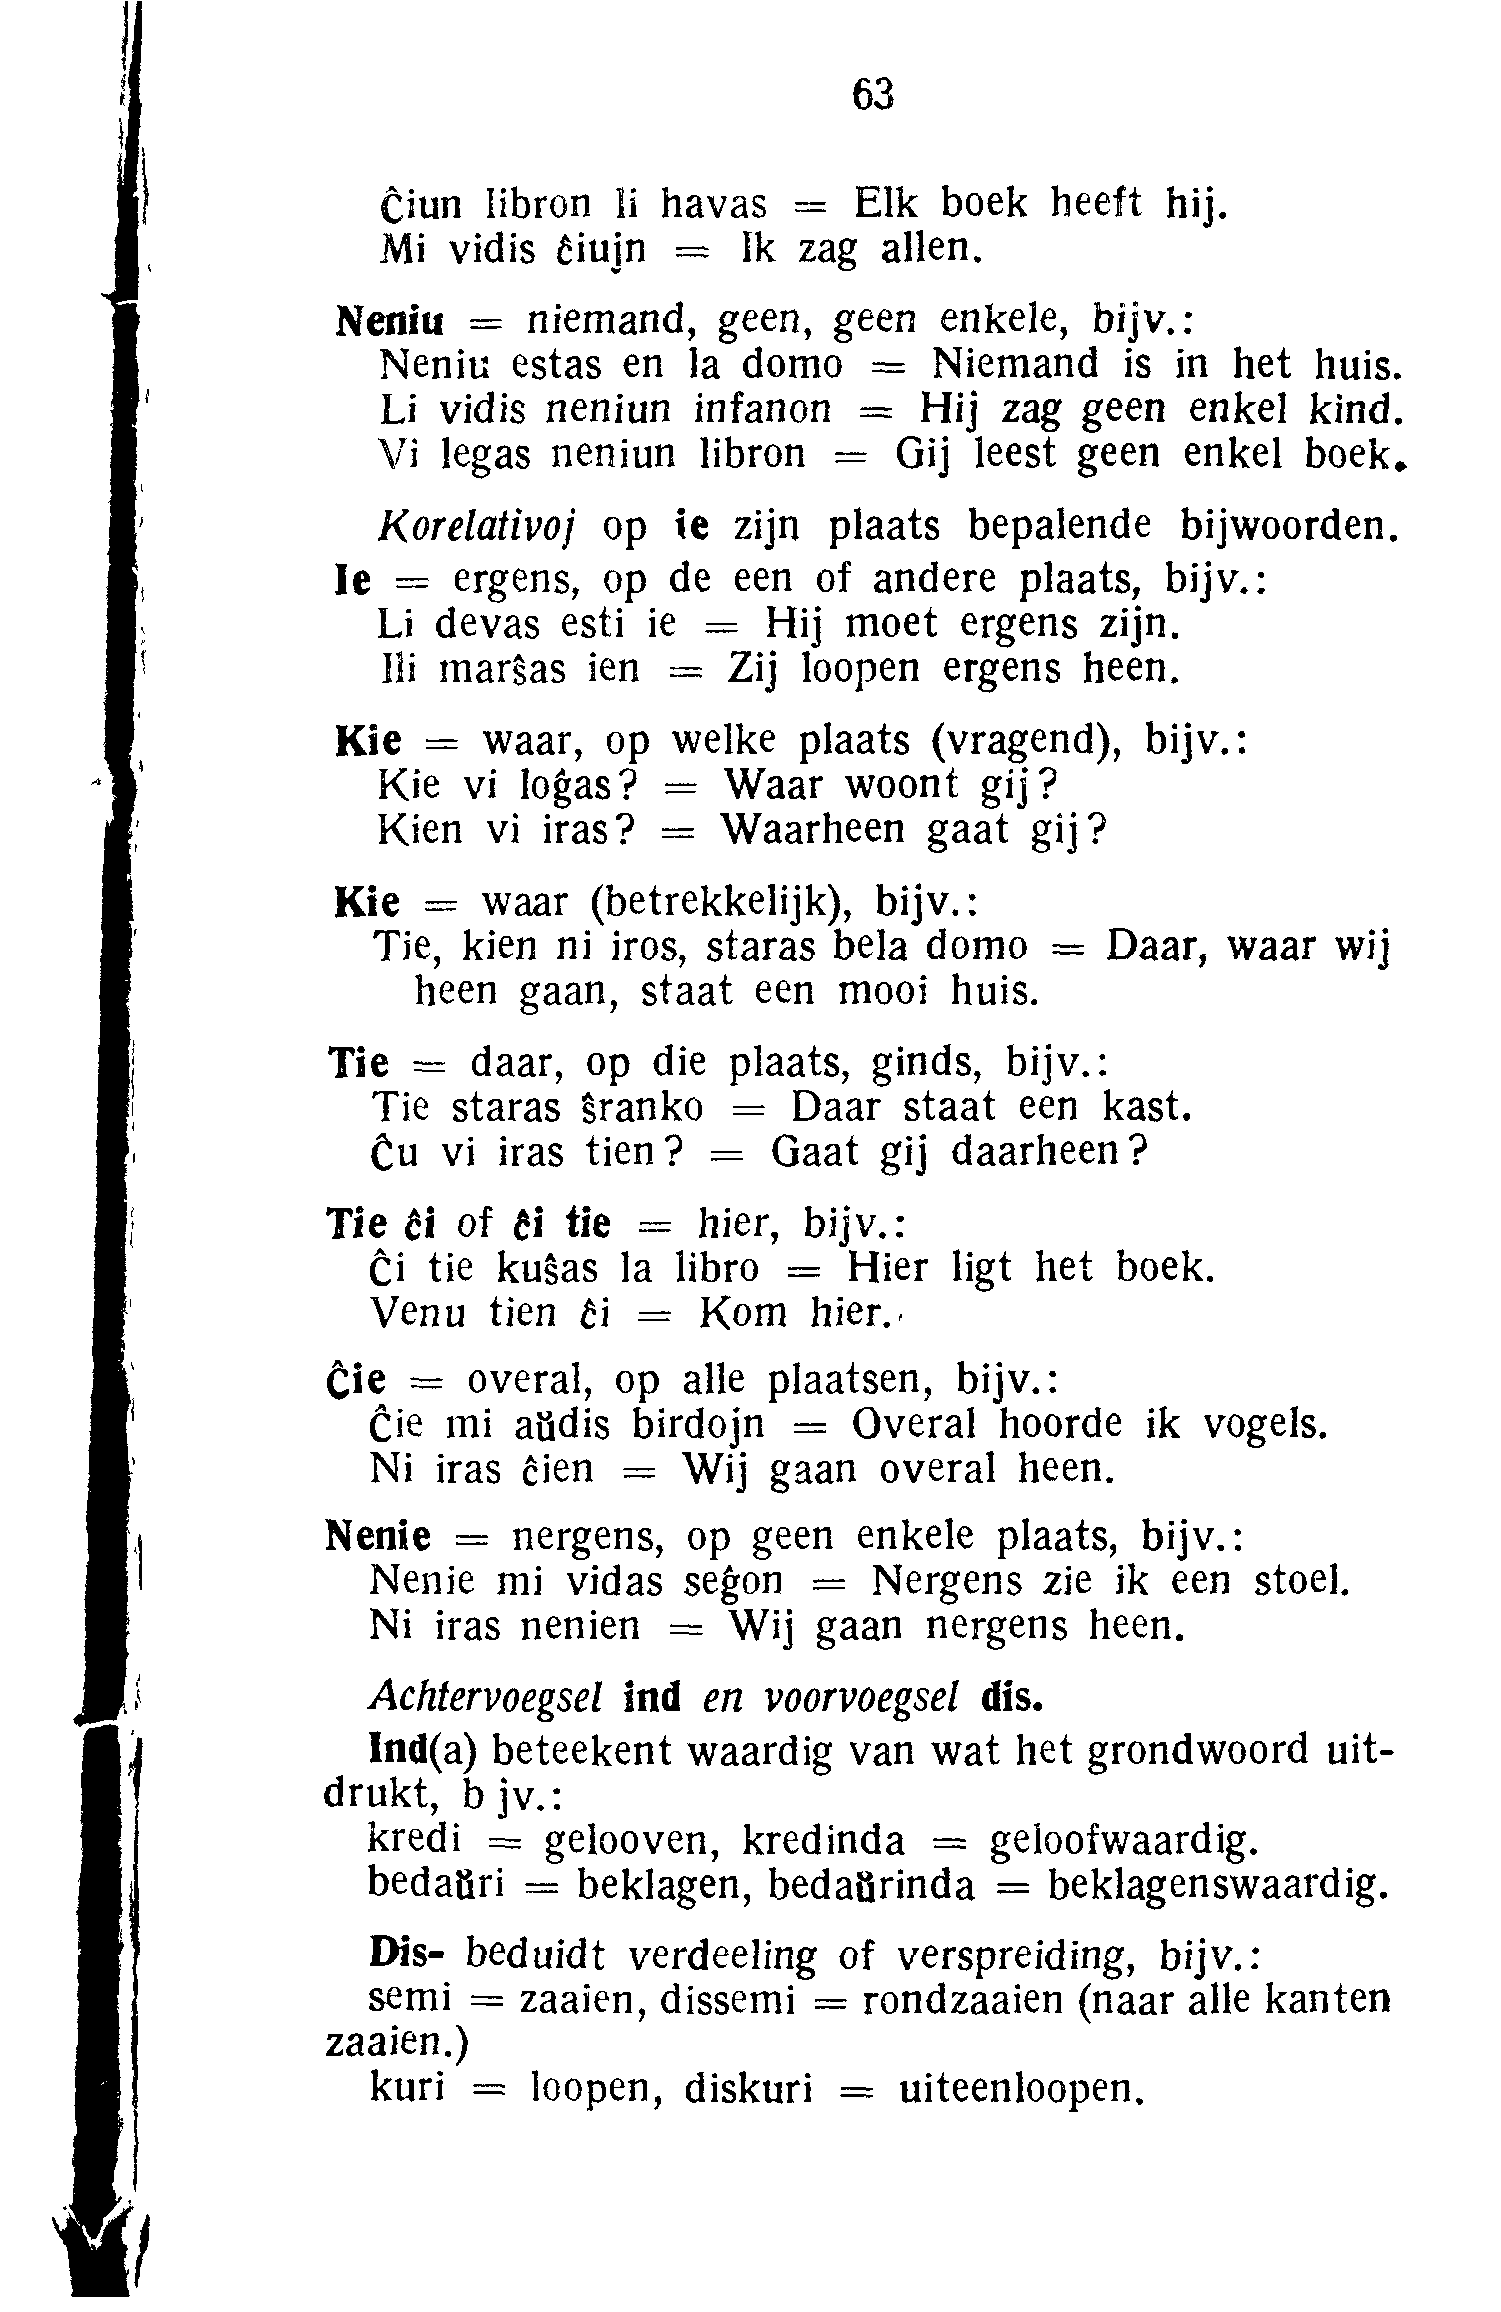 63
Ĉiun libron li havas = Elk boek heeft hij.
Mi vidis ĉiujn = Ik zag allen.
Neniu = niemand, geen, geen enkele, bijv.:
Neniu estas en la domo = Niemand is in het huis.
Li vidis neniun infanon = Hij zag geen enkel kind.
Vi legas neniun libron = Gij leest geen enkel boek.
Korelativoj op ie zijn plaats bepalende bijwoorden.
Ie = ergens, op de een of andere plaats, bijv.:
Li devas esti ie = Hij moet ergens zijn.
Ili marŝas ien = Zij loopen ergens heen.
Kie = waar, op welke plaats (vragend), bijv.:
Kie vi loĝas? = Waar woont gij?
Kien vi iras? = Waarheen gaat gij?
Kie = waar (betrekkelijk), bijv.:
Tie, kien ni iros, staras bela domo = Daar, waar wij
heen gaan, staat een mooi huis.
Tie = daar, op die plaats, ginds, bijv.:
Tie staras ŝranko = Daar staat een kast.
Ĉu vi iras tien? = Gaat gij daarheen?
Tie ĉi of ĉi tie = hier, bijv.:
Ĉi tie kuŝas la libro = Hier ligt het boek.
Venu tien ĉi = Kom hier.
Ĉie = overal, op alle plaatsen, bijv.:
Ĉie mi aŭdis birdojn = Overal hoorde ik vogels.
Ni iras ĉien = Wij gaan overal heen.
Nenie = nergens, op geen enkele plaats, bijv.:
Nenie mi vidas seĝon = Nergens zie ik een stoel.
Ni iras nenien = Wij gaan nergens heen.
Achtervoegsel ind en voorvoegsel dis.
Ind(a) beteekent waardig van wat het grondwoord uit-
drukt, b jv.:
kredi = gelooven, kredinda = geloofwaardig.
bedaŭri = beklagen, bedaŭrinda = beklagenswaardig.
Dis- beduidt verdeeling of verspreiding, bijv.:
semi = zaaien, dissemi = rondzaaien (naar alle kanten
zaaien.)
kuri = loopen, diskuri = uiteenloopen.